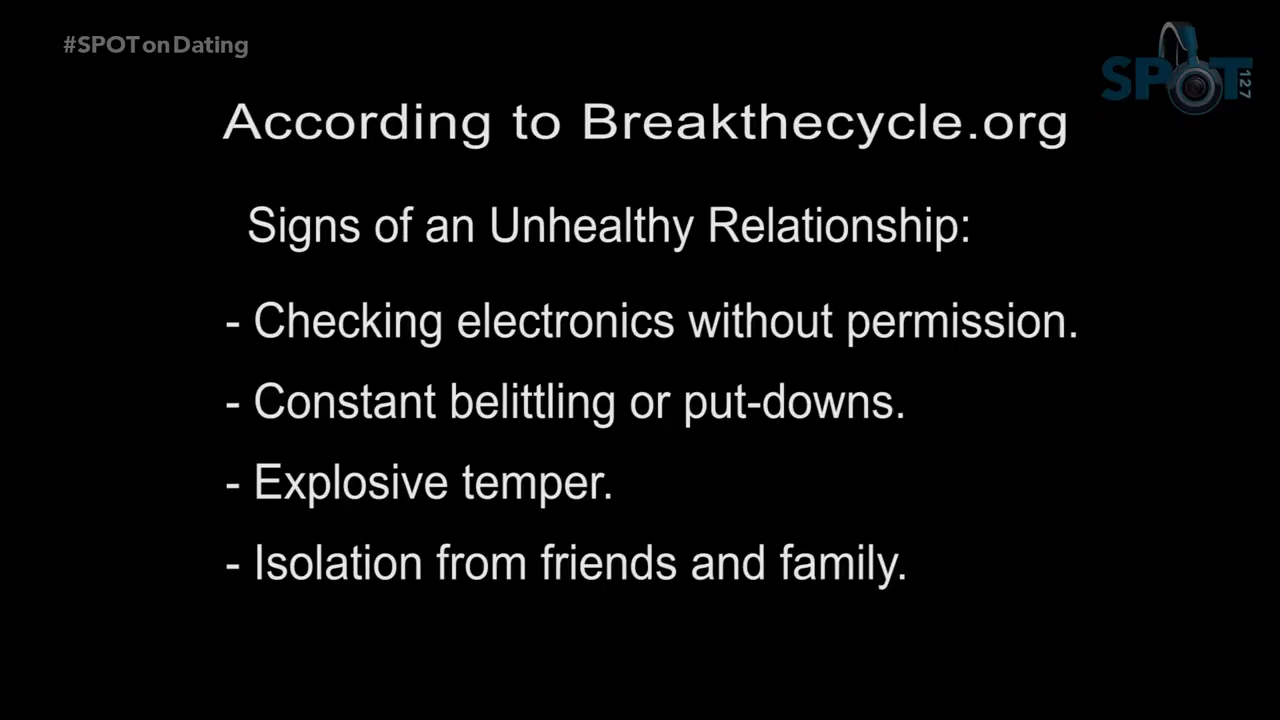 #SPOTonDating
SPOT
127
According to Breakthecycle.org
Signs of an Unhealthy Relationship:
- Checking electronics without permission.
- Constant belittling or put-downs.
- Explosive temper.
- Isolation from friends and family.